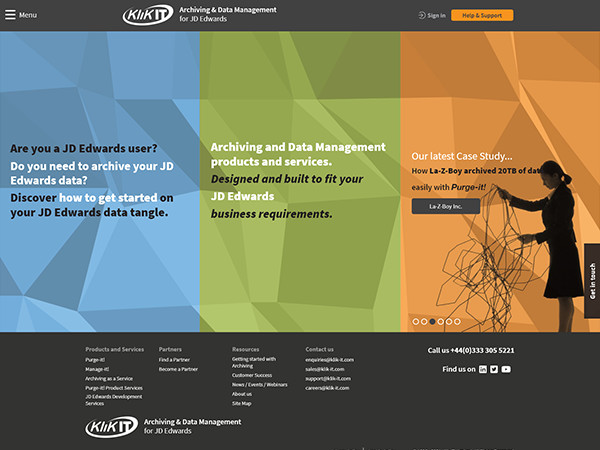 Menu
KliK IT
Archiving & Data Management
for JD Edwards
Sign in
Help & Support
Are you a JD Edwards user?
Do you need to archive your JD
Edwards data?
Discover how to get started on
your JD Edwards data tangle.
Archiving and Data Management
products and services.
Designed and built to fit your
JD Edwards
business requirements.
Our latest Case Study...
How La-Z-Boy archived 20TB of data
easily with Purge-it!
La-Z-Boy Inc.
Get in touch
Products and Services
Purge-it!
Manage-it!
Archiving as a Service
Purge-it! Product Services
JD Edwards Development
Services
Partners
Find a Partner
Become a Partner
Resources
Getting started with
Archiving
Customer Success
News / Events / Webinars
About us
Site Map
Contact us
enquiries@klik-it.com
sales@klik-it.com
support@klik-it.com
careers@klik-it.com
Call us +44(0)333 305 5221
Find us on
KliK IT
Archiving & Data Management
for JD Edwards